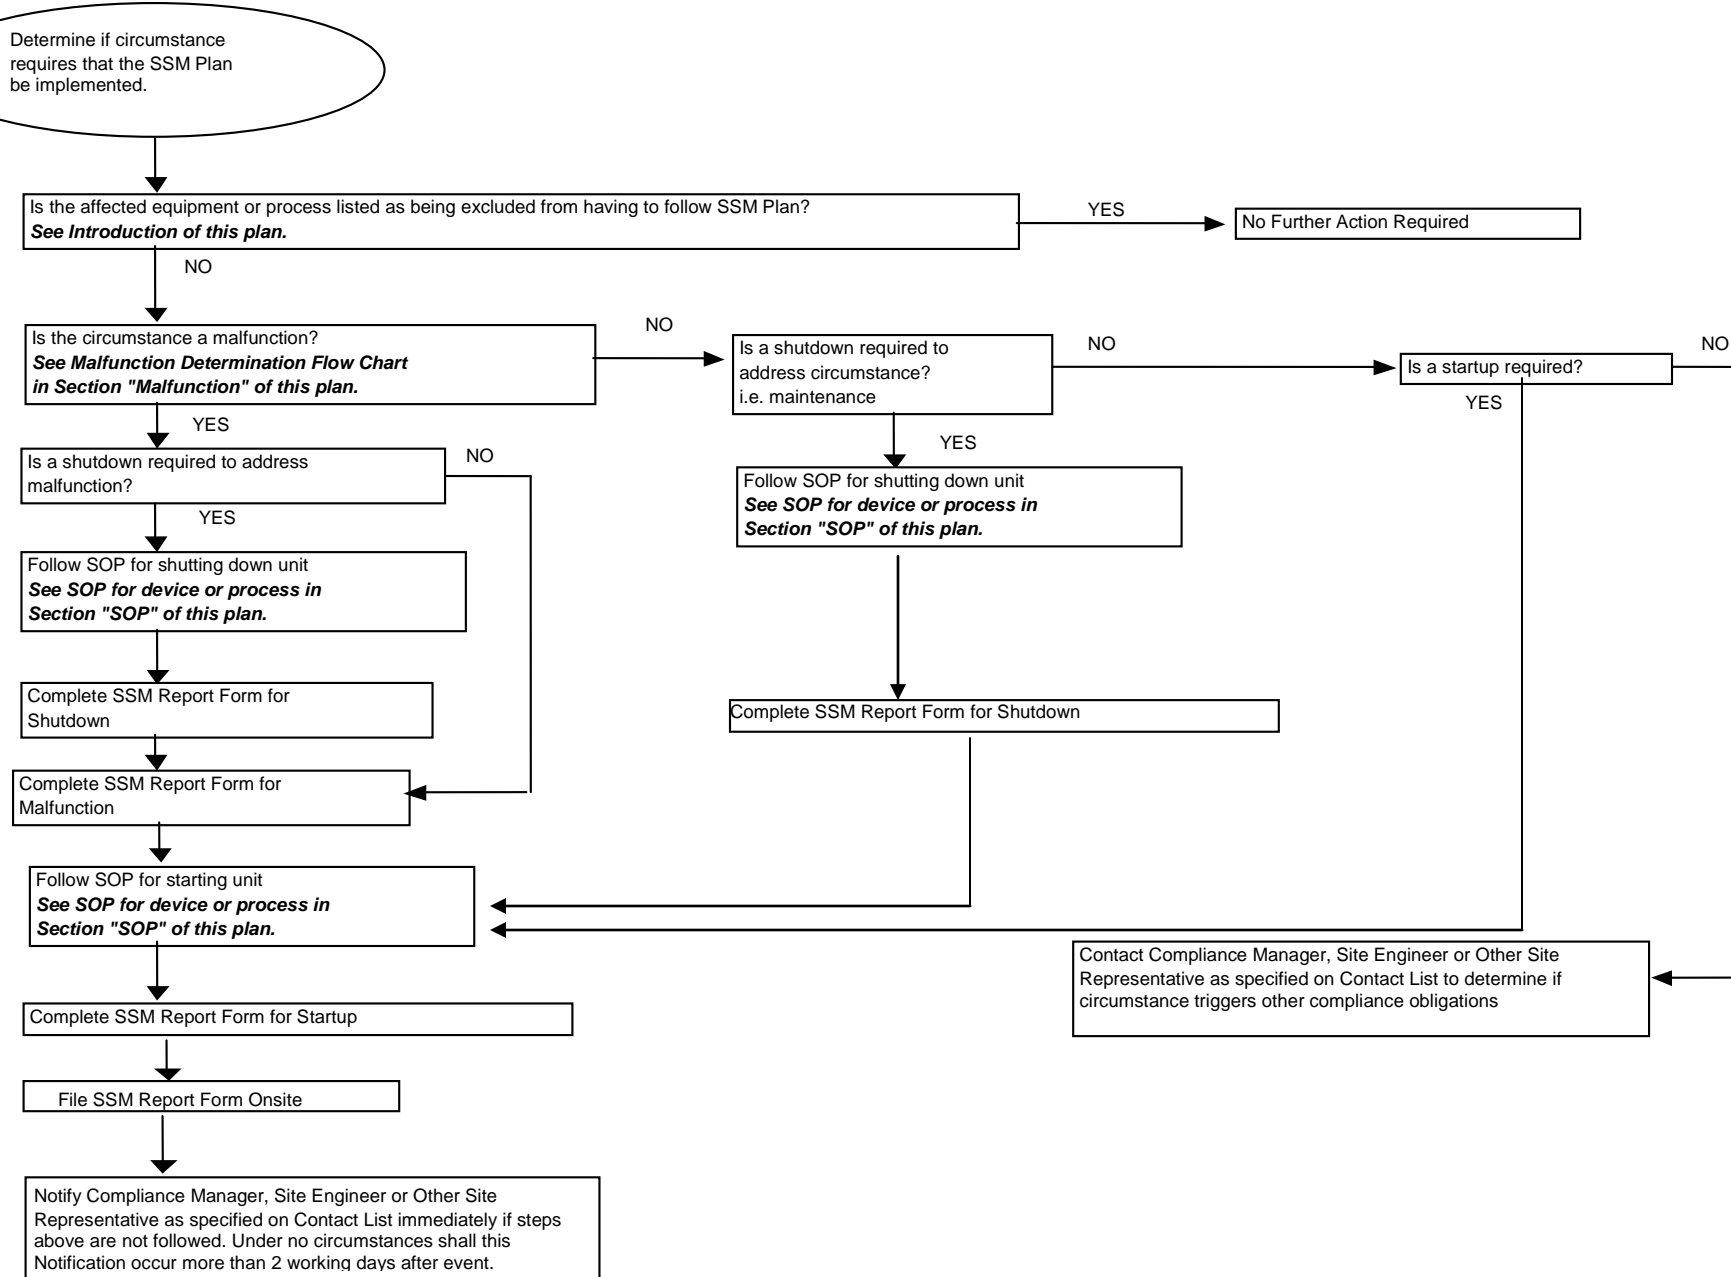 Determine if circumstance
requires that the SSM Plan
be implemented.
Is the affected equipment or process listed as being excluded from having to follow SSM Plan?
See Introduction of this plan.
YES
No Further Action Required
NO
Is the circumstance a malfunction?
See Malfunction Determination Flow Chart
in Section "Malfunction" of this plan.
NO
Is a shutdown required to
address circumstance?
i.e. maintenance
NO
Is a startup required?
NO
YES
YES
YES
Is a shutdown required to address
malfunction?
NO
YES
Follow SOP for shutting down unit
See SOP for device or process in
Section "SOP" of this plan.
Follow SOP for shutting down unit
See SOP for device or process in
Section "SOP" of this plan.
Complete SSM Report Form for
Shutdown
Complete SSM Report Form for Shutdown
Complete SSM Report Form for
Malfunction
Follow SOP for starting unit
See SOP for device or process in
Section "SOP" of this plan.
Contact Compliance Manager, Site Engineer or Other Site
Representative as specified on Contact List to determine if
circumstance triggers other compliance obligations
Complete SSM Report Form for Startup
File SSM Report Form Onsite
Notify Compliance Manager, Site Engineer or Other Site
Representative as specified on Contact List immediately if steps
above are not followed. Under no circumstances shall this
Notification occur more than 2 working days after event.